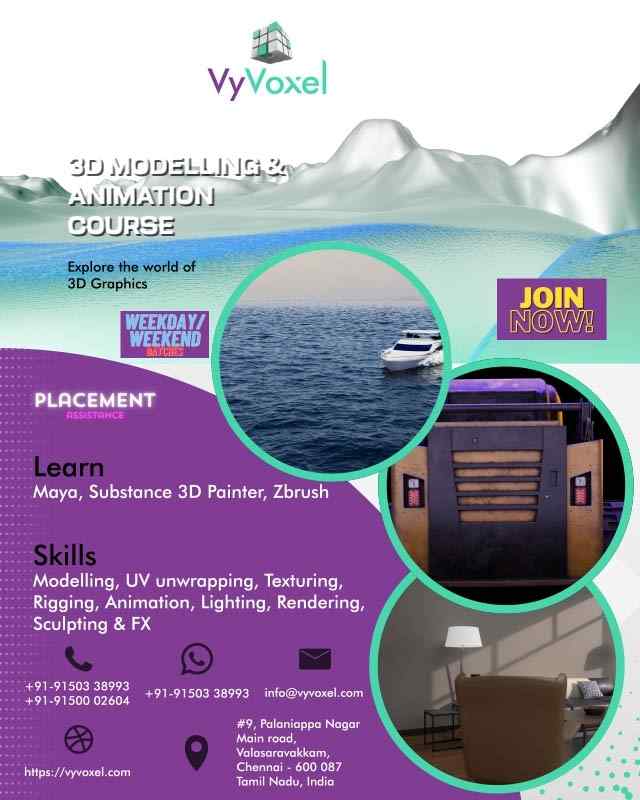 VyVoxel
3D MODELLING &
ANIMATION
COURSE
Explore the world of
3D Graphics
WEEKDAY/
WEEKEND
BATCHES
JOIN
NOW!
PLACEMENT
ASSISTANCE
Learn
Maya, Substance 3D Painter, Zbrush
Skills
Modelling, UV unwrapping, Texturing,
Rigging, Animation, Lighting, Rendering,
Sculpting & FX
+91-91503 38993
+91-91500 02604
+91-91503 38993
info@vyvoxel.com
https://vyvoxel.com
#9, Palaniappa Nagar
Main road,
Valasaravakkam,
Chennai - 600 087
Tamil Nadu, India